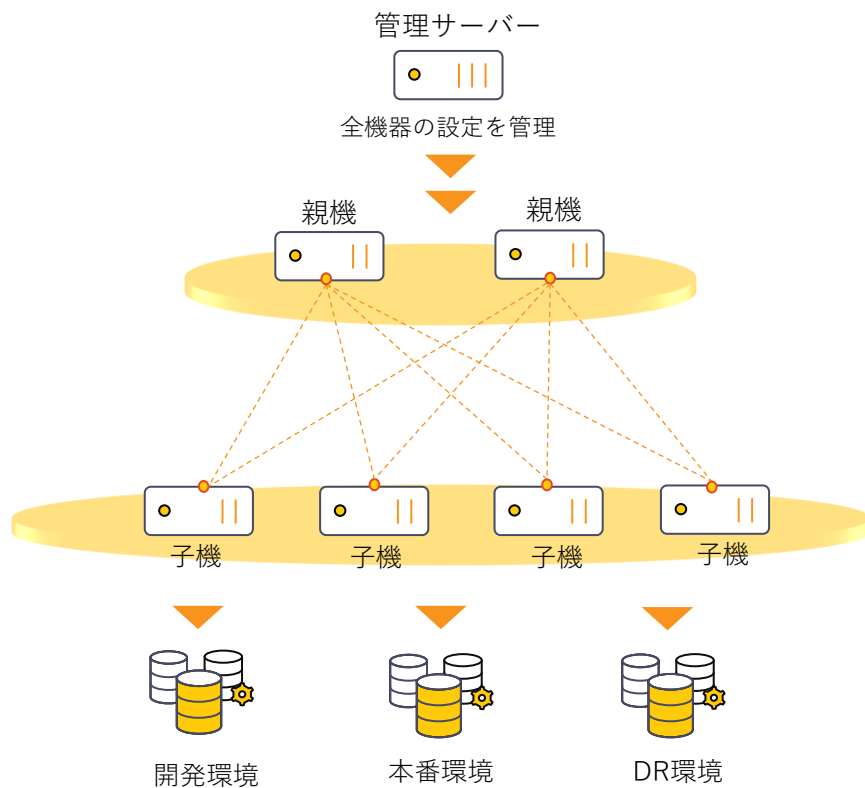 管理サーバー
全機器の設定を管理
親機
親機
子機
子機
子機
子機
開発環境
本番環境
DR環境